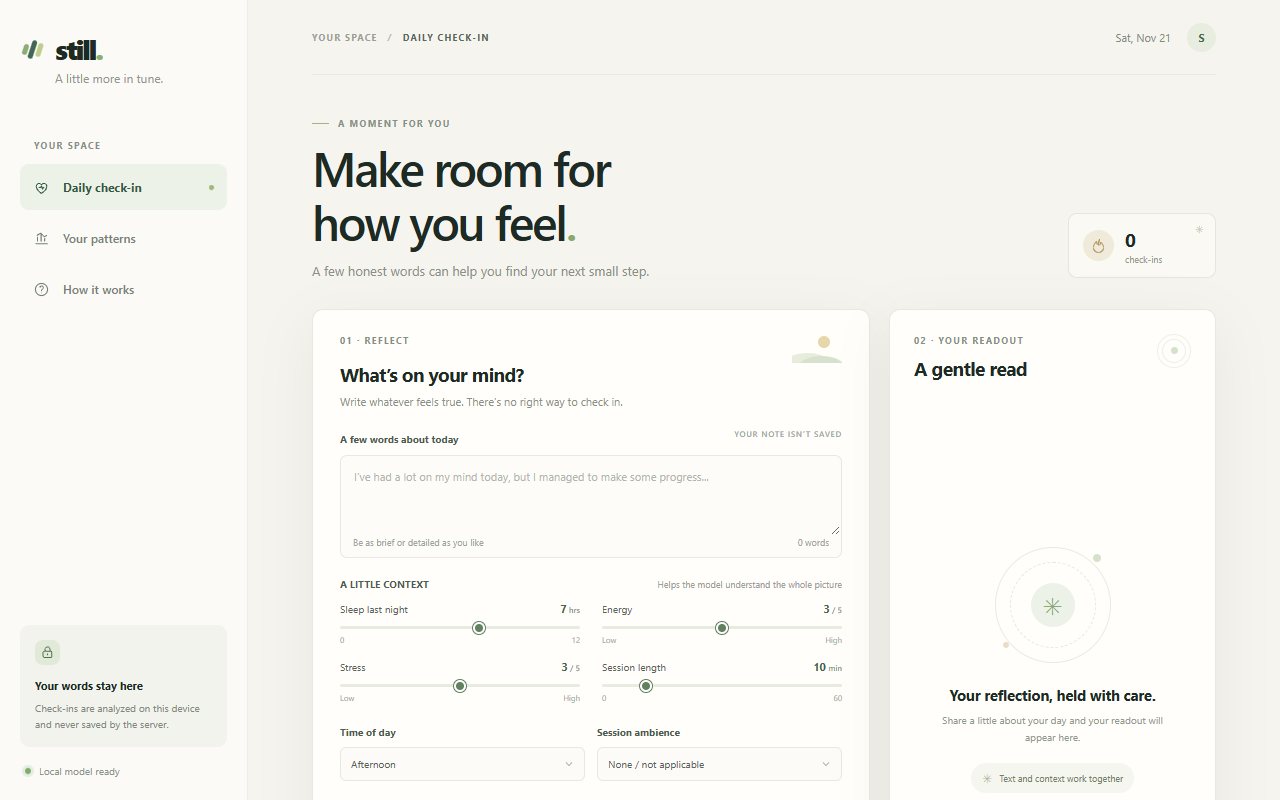 still.
A little more in tune.
YOUR SPACE
Daily check-in
Your patterns
How it works
Your words stay here
Check-ins are analyzed on this device
and never saved by the server.
Local model ready
YOUR SPACE / DAILY CHECK-IN
Sat, Nov 21
S
A MOMENT FOR YOU
Make room for
how you feel.
A few honest words can help you find your next small step.
0
check-ins
01 · REFLECT
What's on your mind?
Write whatever feels true. There's no right way to check in.
A few words about today
YOUR NOTE ISN'T SAVED
I've had a lot on my mind today, but I managed to make some progress...
Be as brief or detailed as you like
0 words
A LITTLE CONTEXT
Helps the model understand the whole picture
Sleep last night
7 hrs
0
12
Energy
3 / 5
Low
High
Stress
3 / 5
Low
High
Session length
10 min
0
60
Time of day
Afternoon
Session ambience
None / not applicable
02 · YOUR READOUT
A gentle read
Your reflection, held with care.
Share a little about your day and your readout will
appear here.
Text and context work together